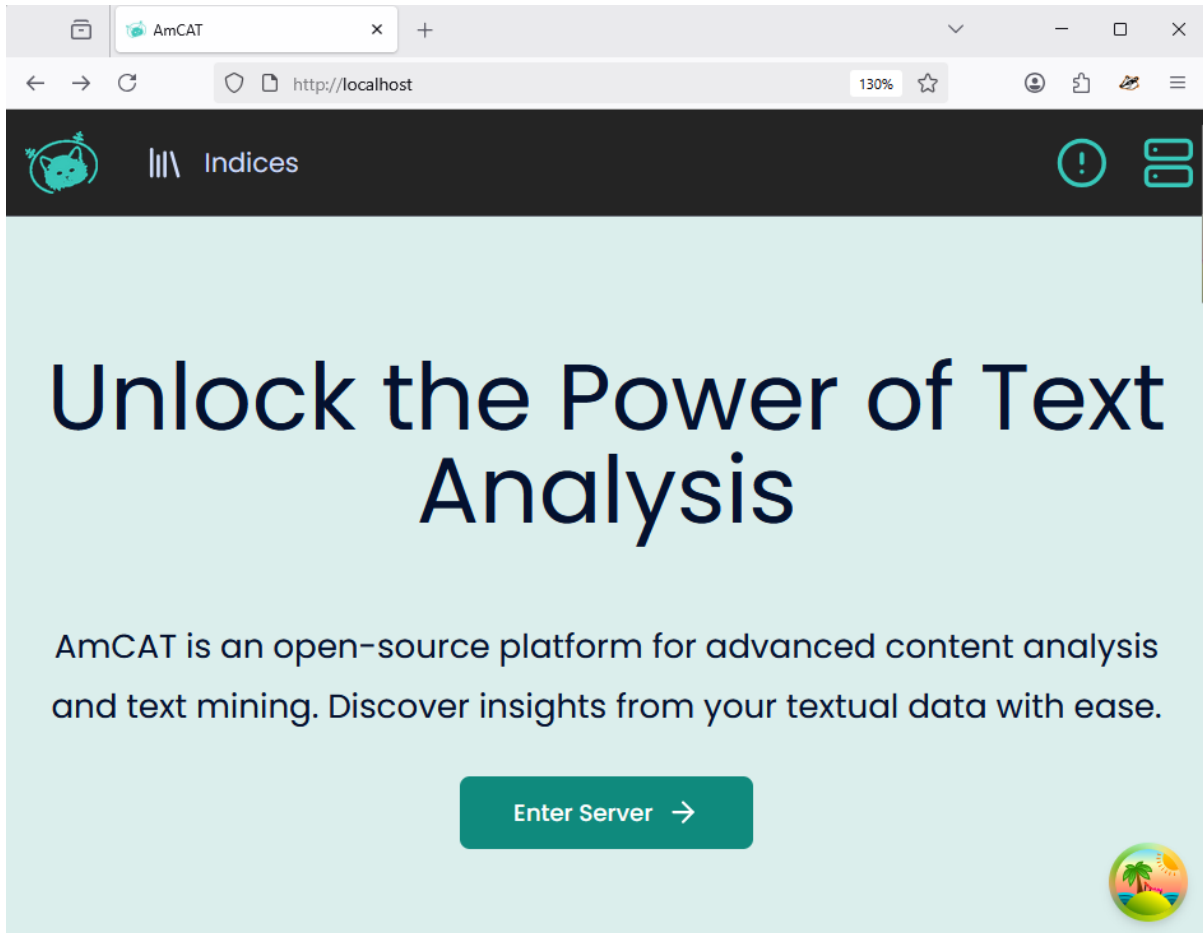 AmCAT
http://localhost
130%
Indices
Unlock the Power of Text
Analysis
AmCAT is an open-source platform for advanced content analysis
and text mining. Discover insights from your textual data with ease.
Enter Server